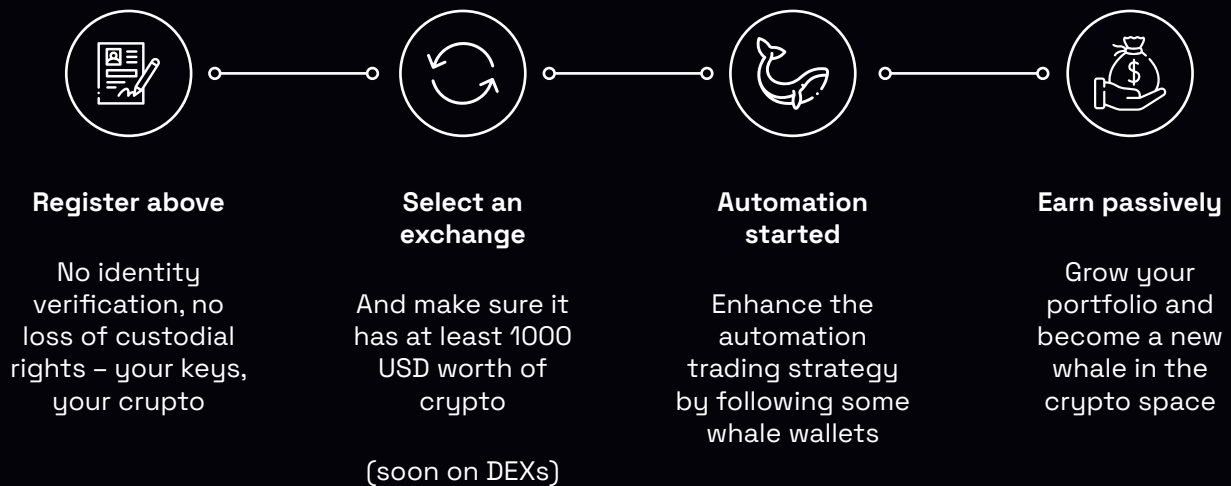 Register above
No identity
verification, no
loss of custodial
rights – your keys,
your crupto
Select an
exchange
And make sure it
has at least 1000
USD worth of
crypto
(soon on DEXs)
Automation
started
Enhance the
automation
trading strategy
by following some
whale wallets
Earn passively
Grow your
portfolio and
become a new
whale in the
crypto space
$